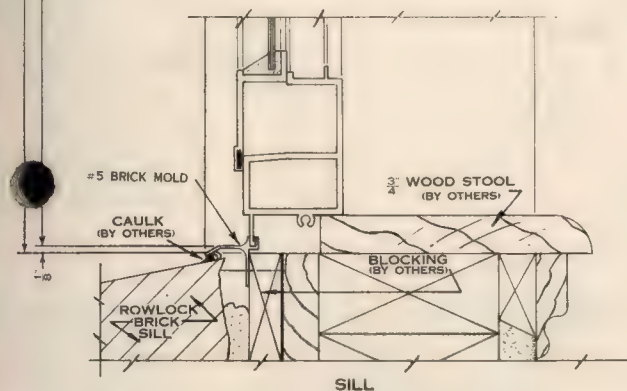 #5 BRICK MOLD
CAULK
(BY OTHERS)
3/4 WOOD STOOL
(BY OTHERS)
BLOCKING
(BY OTHERS)
ROWLOCK
BRICK
SILL
SILL